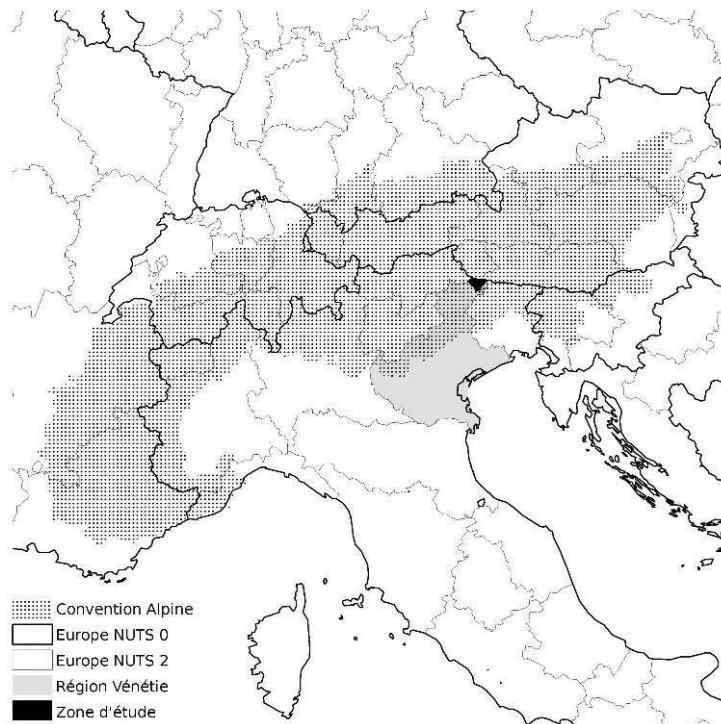 Convention Alpine
Europe NUTS 0
Europe NUTS 2
Région Vénétie
Zone d'étude